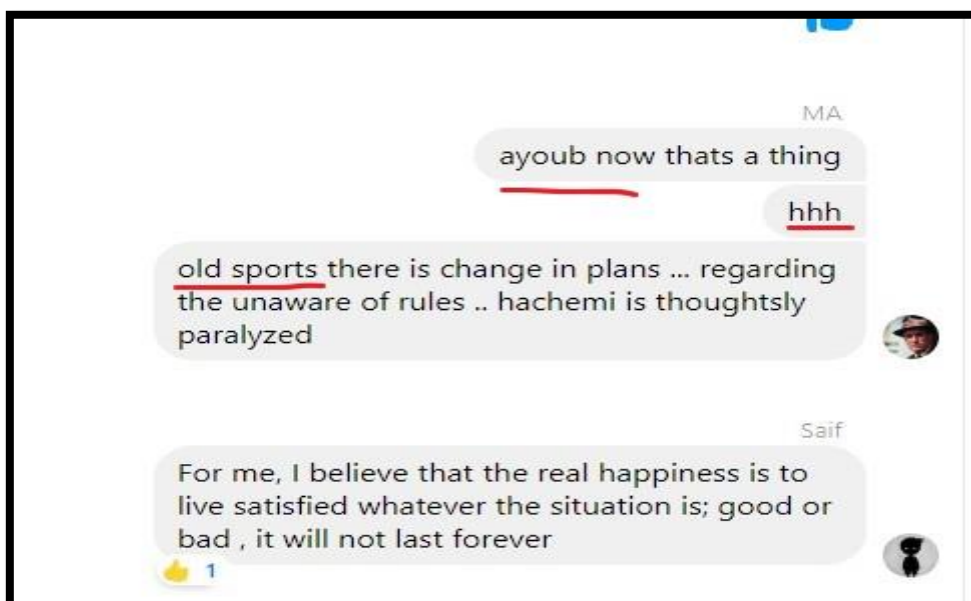 MA
ayoub now thats a thing
hhh
old sports there is change in plans ... regarding
the unaware of rules .. hachemi is thoughtsly
paralyzed
Saif
For me, I believe that the real happiness is to
live satisfied whatever the situation is; good or
bad , it will not last forever
1